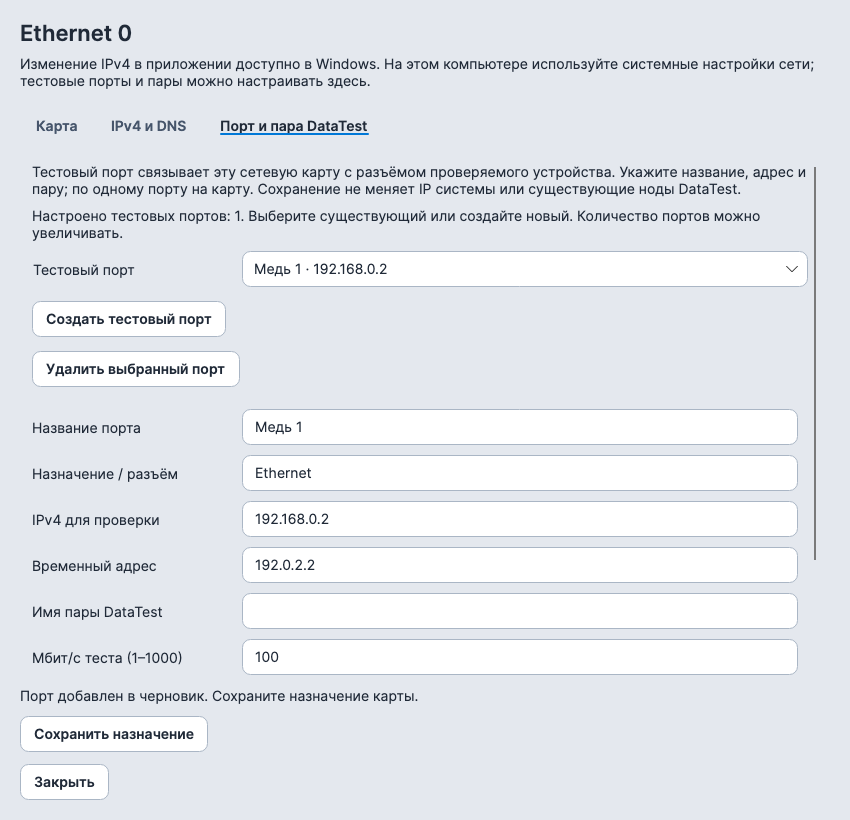 Ethernet 0
Изменение IPv4 в приложении доступно в Windows. На этом компьютере используйте системные настройки сети;
тестовые порты и пары можно настраивать здесь.
Карта
IPv4 и DNS
Порт и пара DataTest
Тестовый порт связывает эту сетевую карту с разъёмом проверяемого устройства. Укажите название, адрес и
пару; по одному порту на карту. Сохранение не меняет IP системы или существующие ноды DataTest.
Настроено тестовых портов: 1. Выберите существующий или создайте новый. Количество портов можно
увеличивать.
Тестовый порт
Медь 1 · 192.168.0.2
Создать тестовый порт
Удалить выбранный порт
Название порта
Медь 1
Назначение / разъём
Ethernet
IPv4 для проверки
192.168.0.2
Временный адрес
192.0.2.2
Имя пары DataTest
Мбит/с теста (1–1000)
100
Порт добавлен в черновик. Сохраните назначение карты.
Сохранить назначение
Закрыть